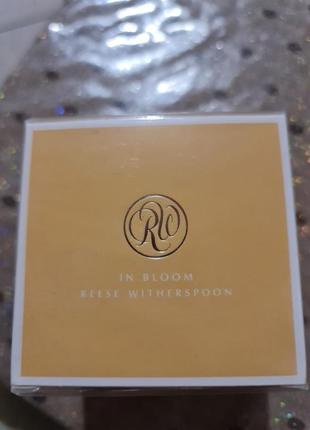 RW
IN BLOOM
REESE WITHERSPOON